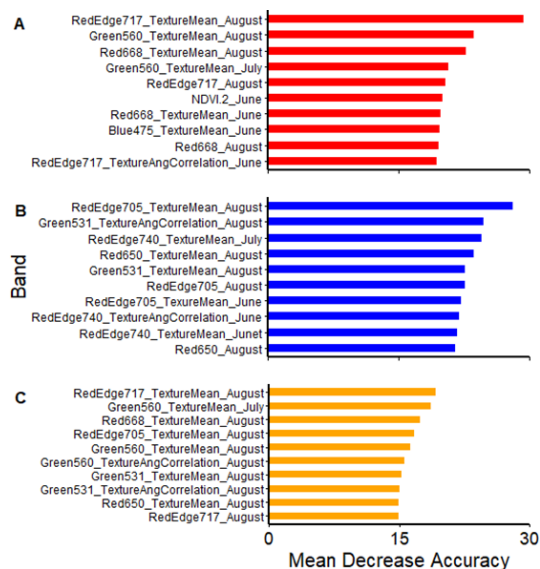 A
RedEdge717_TextureMean_August
Green560_TextureMean_August
Red668_TextureMean_August
Green560_TextureMean_July
RedEdge717_August
NDVI.2_June
Red668_TextureMean_June
Blue475_TextureMean_June
Red668_August
RedEdge717_TextureAngCorrelation_June
B
RedEdge705_TextureMean_August
Green531_TextureAngCorrelation_August
RedEdge740_TextureMean_July
Red650_TextureMean_August
Green531_TextureMean_August
RedEdge705_August
RedEdge705_TexureMean_June
RedEdge740_TextureAngCorrelation_June
RedEdge740_TextureMean_Junet
Red650_August
Band
C
RedEdge717_TextureMean_August
Green560_TextureMean_July
Red668_TextureMean_August
RedEdge705_TextureMean_August
Green560_TextureMean_August
Green560_TextureAngCorrelation_August
Green531_TextureMean_August
Green531_TextureAngCorrelation_August
Red650_TextureMean_August
RedEdge717_August
0 15 30
Mean Decrease Accuracy